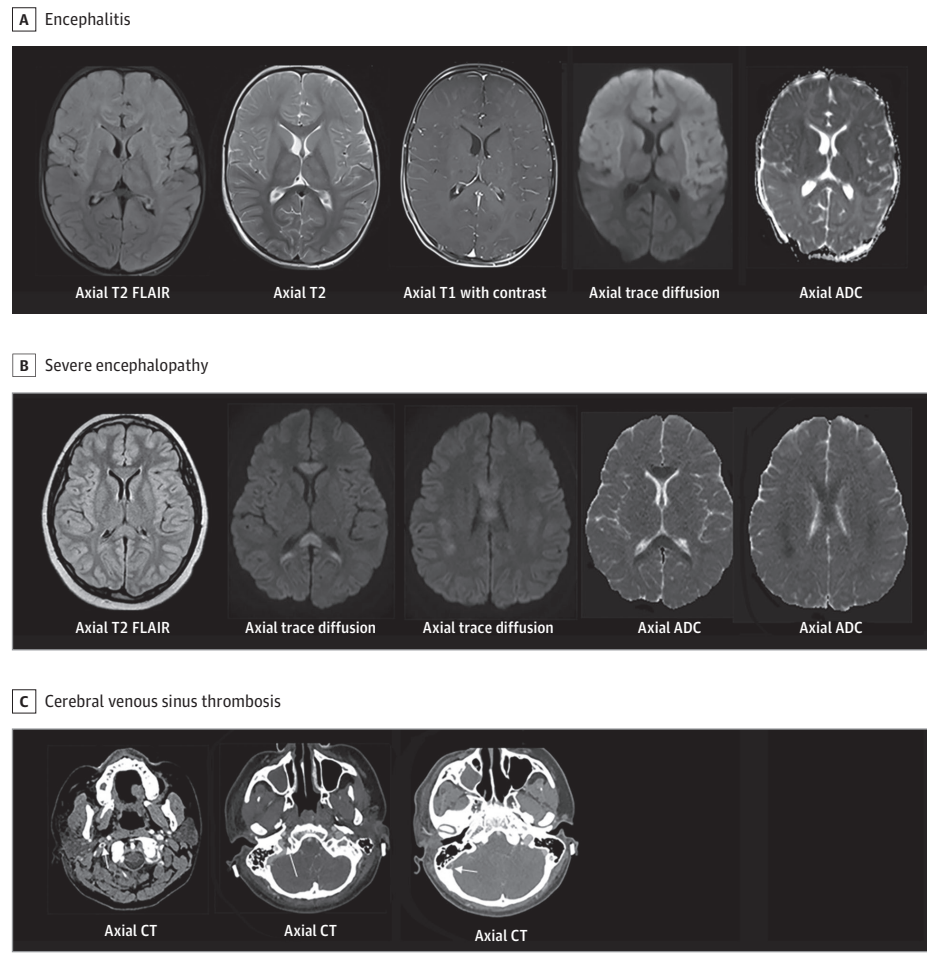 A Encephalitis
Axial T2 FLAIR
Axial T2
Axial T1 with contrast
Axial trace diffusion
Axial ADC
B Severe encephalopathy
Axial T2 FLAIR
Axial trace diffusion
Axial trace diffusion
Axial ADC
Axial ADC
C Cerebral venous sinus thrombosis
Axial CT
Axial CT
Axial CT